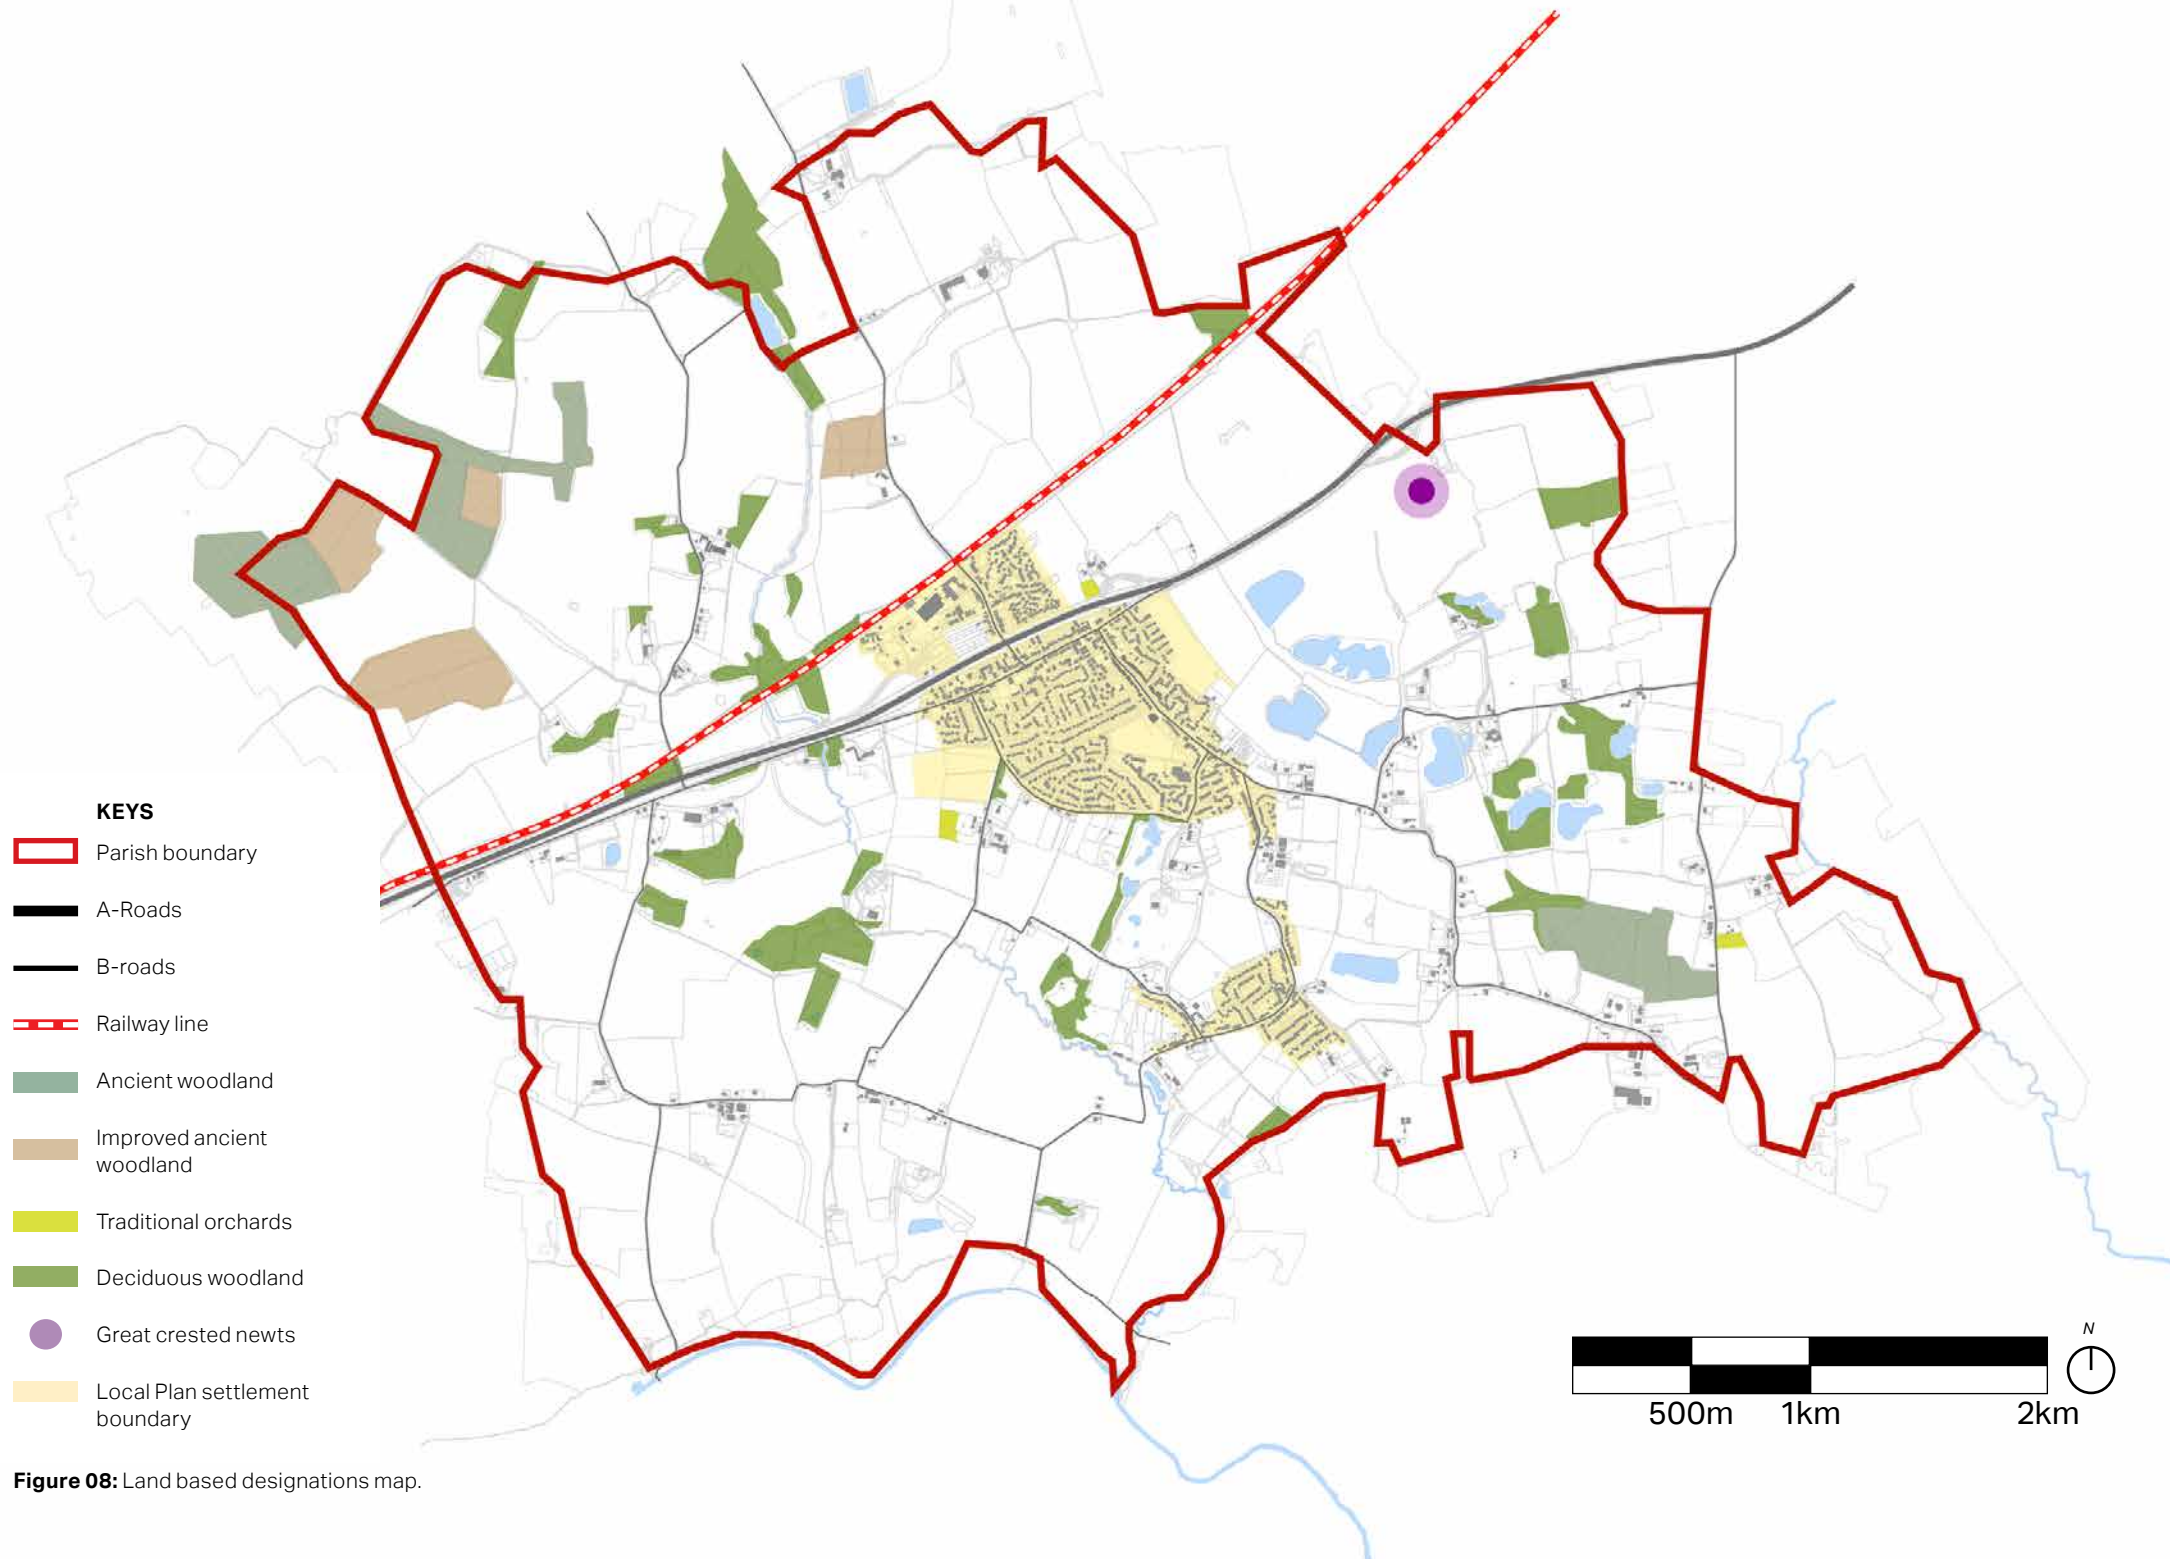 KEYS
Parish boundary
A-Roads
B-roads
Railway line
Ancient woodland
Improved ancient
woodland
Traditional orchards
Deciduous woodland
Great crested newts
Local Plan settlement
boundary
N
500m 1km 2km
Figure 08: Land based designations map.